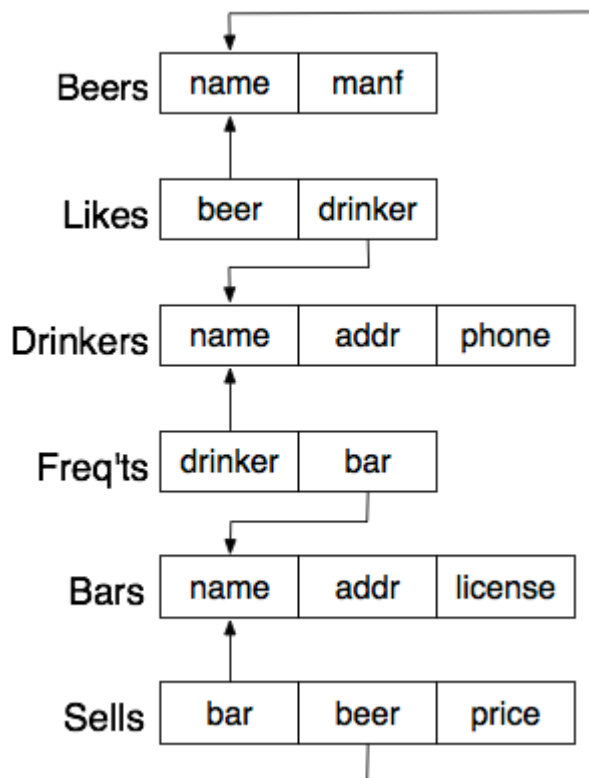 Beers name manf
Likes beer drinker
Drinkers name addr phone
Freq'ts drinker bar
Bars name addr license
Sells bar beer price